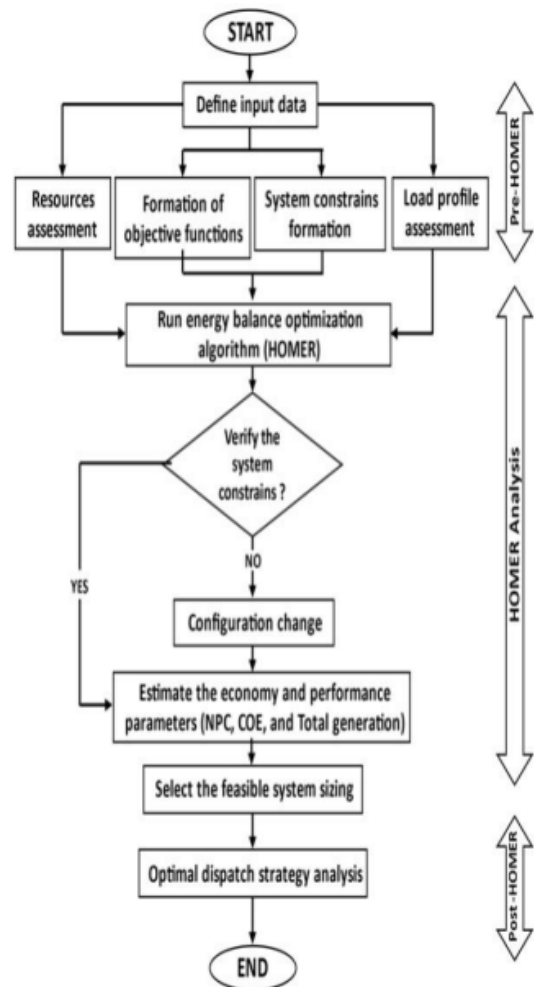 START
Define input data
Resources
assessment
Formation of
objective functions
System constrains
formation
Load profile
assessment
Pre-HOMER
Run energy balance optimization
algorithm (HOMER)
Verify the
system
constrains ?
NO
YES
HOMER Analysis
Configuration change
Estimate the economy and performance
parameters (NPC, COE, and Total generation)
Select the feasible system sizing
Optimal dispatch strategy analysis
Post-HOMER
END